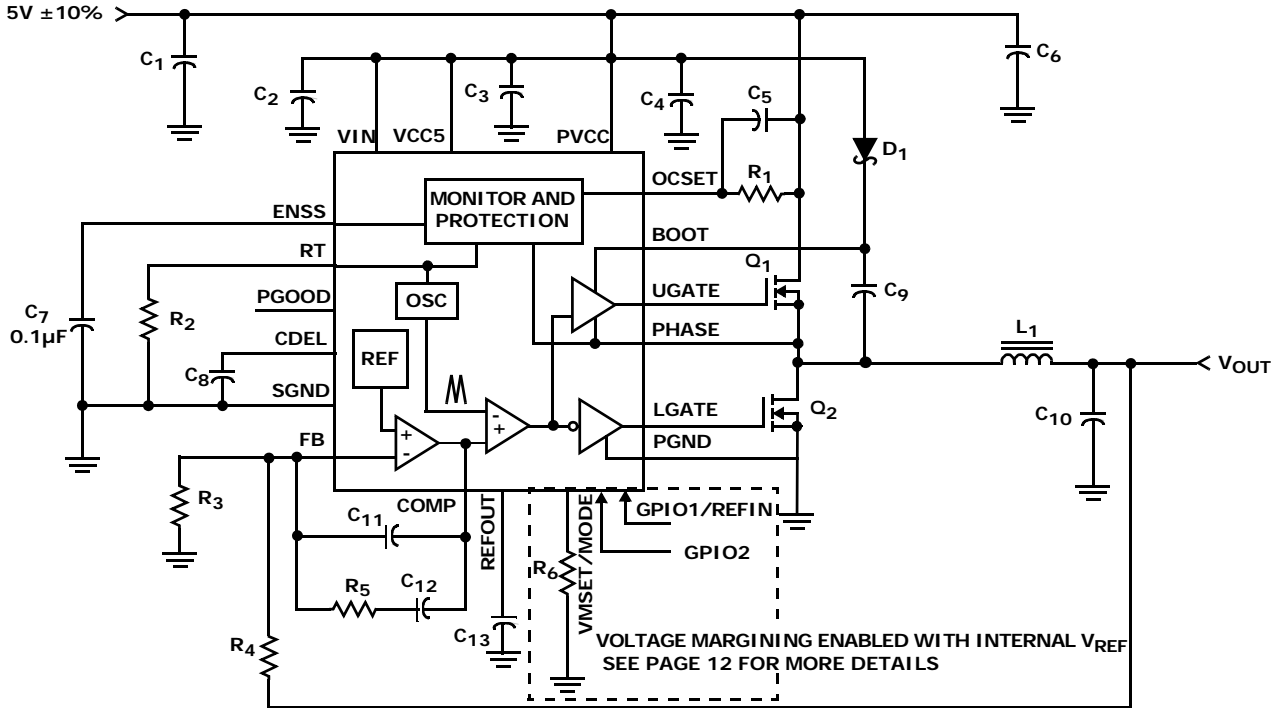 5V ±10%
C1
C2
C3
C4
C5
C6
VIN
VCC5
PVCC
D1
OCSET
R1
MONITOR AND
PROTECTION
ENSS
BOOT
RT
Q1
OSC
UGATE
C9
PGOOD
C7
0.1µF
R2
PHASE
L1
CDEL
REF
VOUT
C8
SGND
LGATE
Q2
C10
PGND
FB
+
-
-
+
R3
COMP
REFOUT
VMSET/MODE
GPIO1/REFIN
C11
GPIO2
R6
R5
C12
C13
R4
VOLTAGE MARGINING ENABLED WITH INTERNAL VREF
SEE PAGE 12 FOR MORE DETAILS